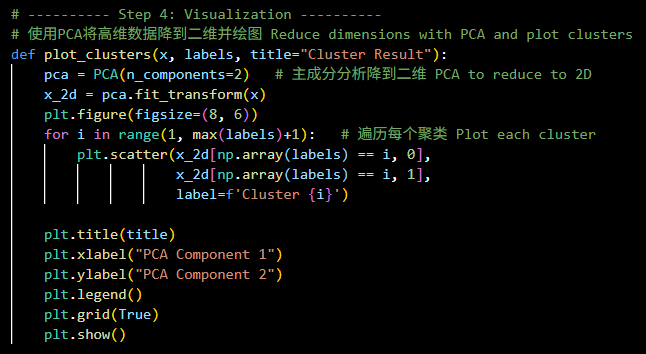 # ---------- Step 4: Visualization ----------
# 使用PCA将高维数据降到二维并绘图 Reduce dimensions with PCA and plot clusters
def plot_clusters(x, labels, title="Cluster Result"):
    pca = PCA(n_components=2)   # 主成分分析降到二维 PCA to reduce to 2D
    x_2d = pca.fit_transform(x)
    plt.figure(figsize=(8, 6))
    for i in range(1, max(labels)+1):   # 遍历每个聚类 Plot each cluster
        plt.scatter(x_2d[np.array(labels) == i, 0],
                    x_2d[np.array(labels) == i, 1],
                    label=f'Cluster {i}')
    plt.title(title)
    plt.xlabel("PCA Component 1")
    plt.ylabel("PCA Component 2")
    plt.legend()
    plt.grid(True)
    plt.show()